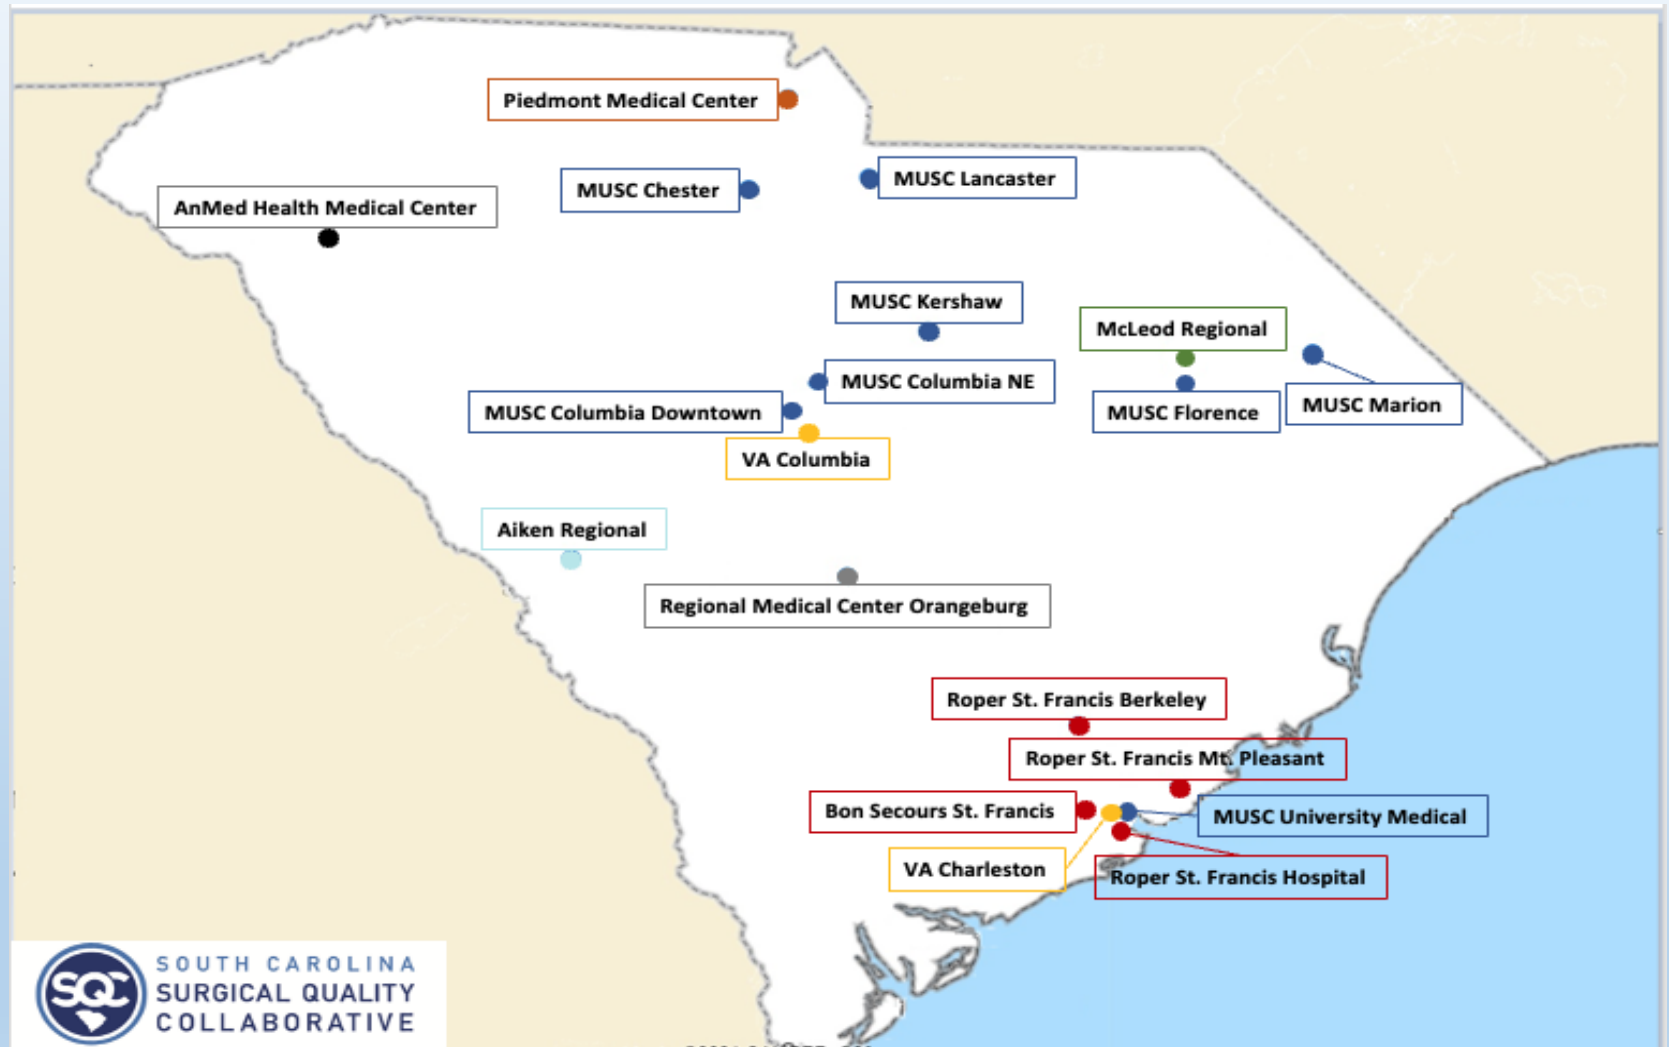 Piedmont Medical Center
MUSC Chester
MUSC Lancaster
AnMed Health Medical Center
MUSC Kershaw
McLeod Regional
MUSC Columbia NE
MUSC Columbia Downtown
MUSC Florence
MUSC Marion
VA Columbia
Aiken Regional
Regional Medical Center Orangeburg
Roper St. Francis Berkeley
Roper St. Francis Mt. Pleasant
Bon Secours St. Francis
MUSC University Medical
VA Charleston
Roper St. Francis Hospital
SQC
SOUTH CAROLINA
SURGICAL QUALITY
COLLABORATIVE